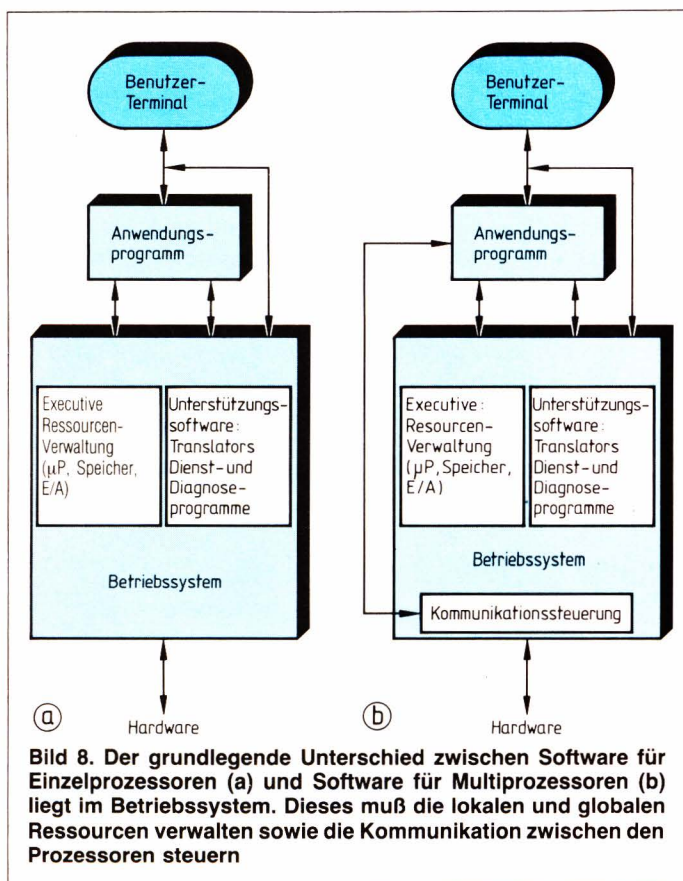 Benutzer-
Terminal
Anwendungs-
programm
Executive
Ressourcen-
Verwaltung
(µP, Speicher,
E/A)
Unterstützungs-
software:
Translators
Dienst-und
Diagnose-
programme
Betriebssystem
Hardware
a
Benutzer-
Terminal
Anwendungs-
programm
Executive:
Resourcen-
Verwaltung
(µP, Speicher,
E/A)
Unterstützungs-
software:
Translators
Dienst-und
Diagnose-
programme
Betriebssystem
Kommunikationssteuerung
Hardware
b
Bild 8. Der grundlegende Unterschied zwischen Software für
Einzelprozessoren (a) und Software für Multiprozessoren (b)
liegt im Betriebssystem. Dieses muß die lokalen und globalen
Ressourcen verwalten sowie die Kommunikation zwischen den
Prozessoren steuern